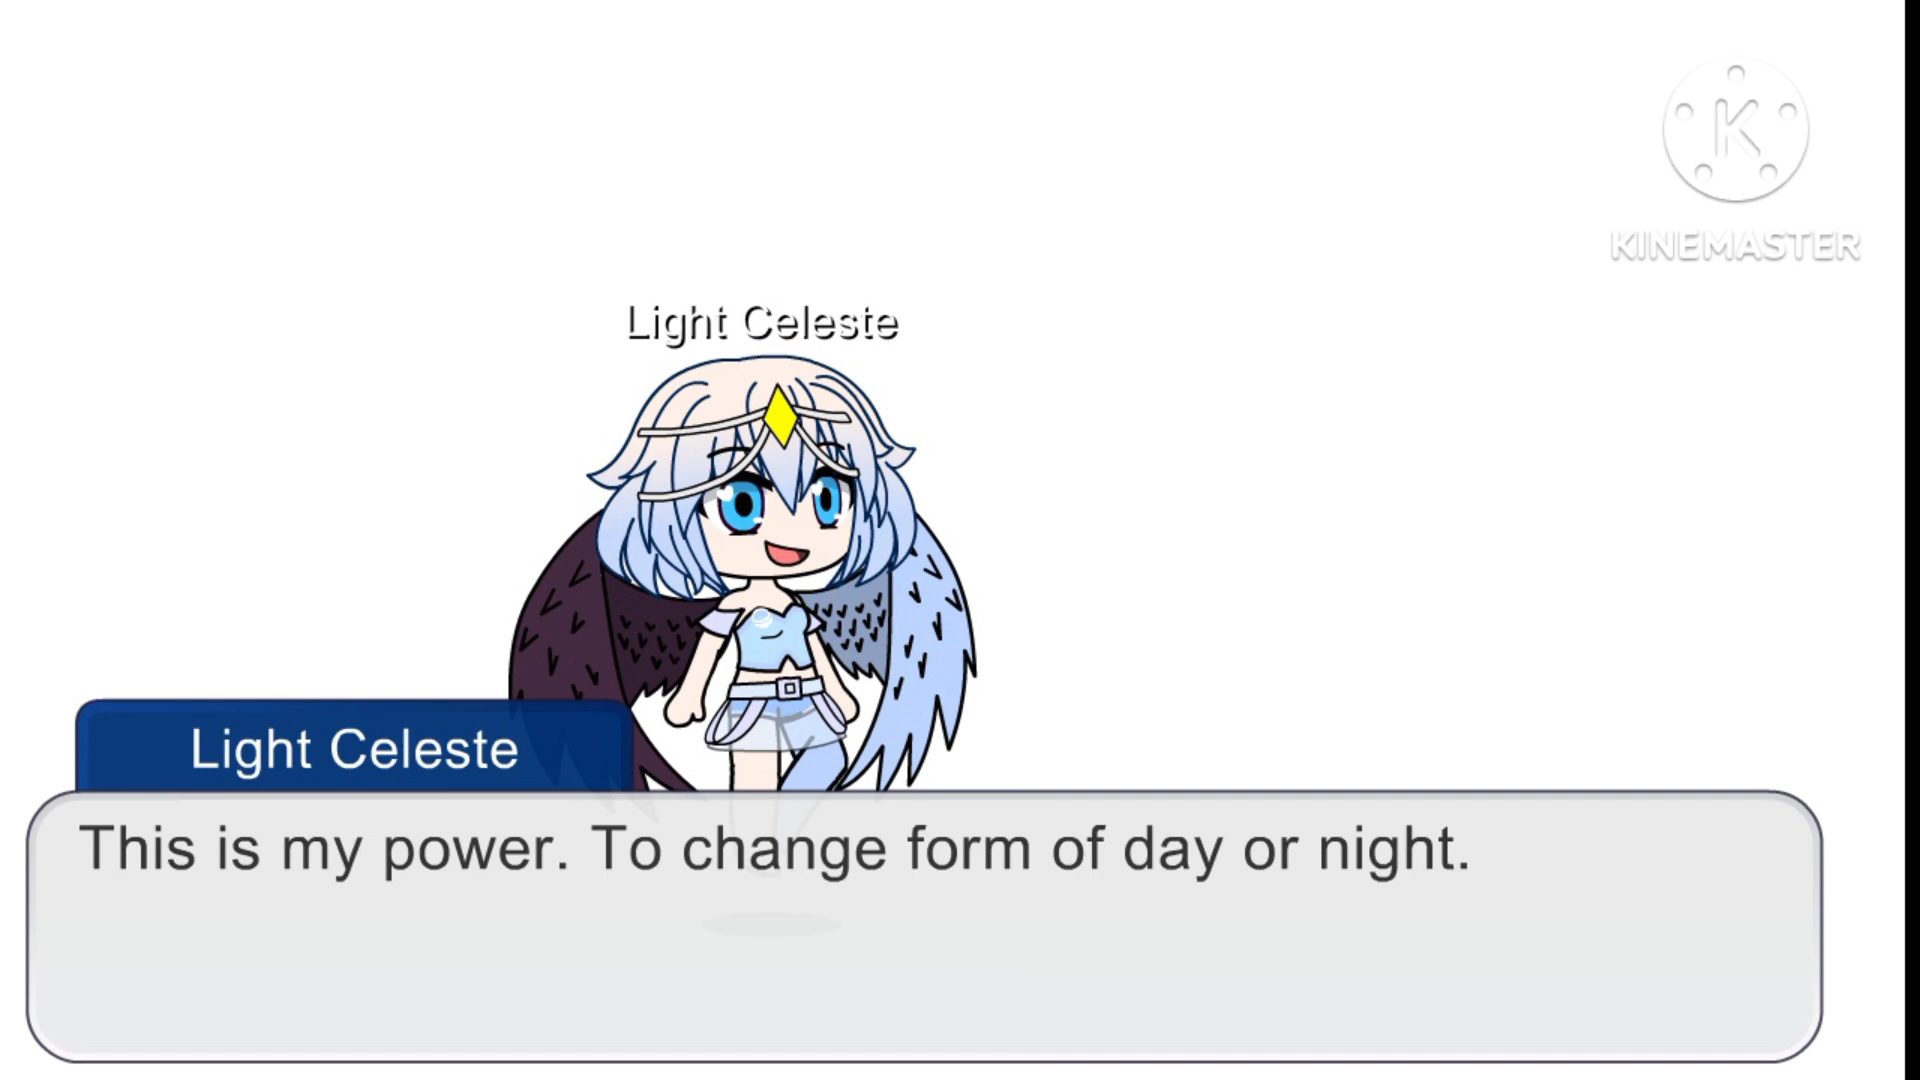 K
KINEMASTER
Light Celeste
Light Celeste
This is my power. To change form of day or night.